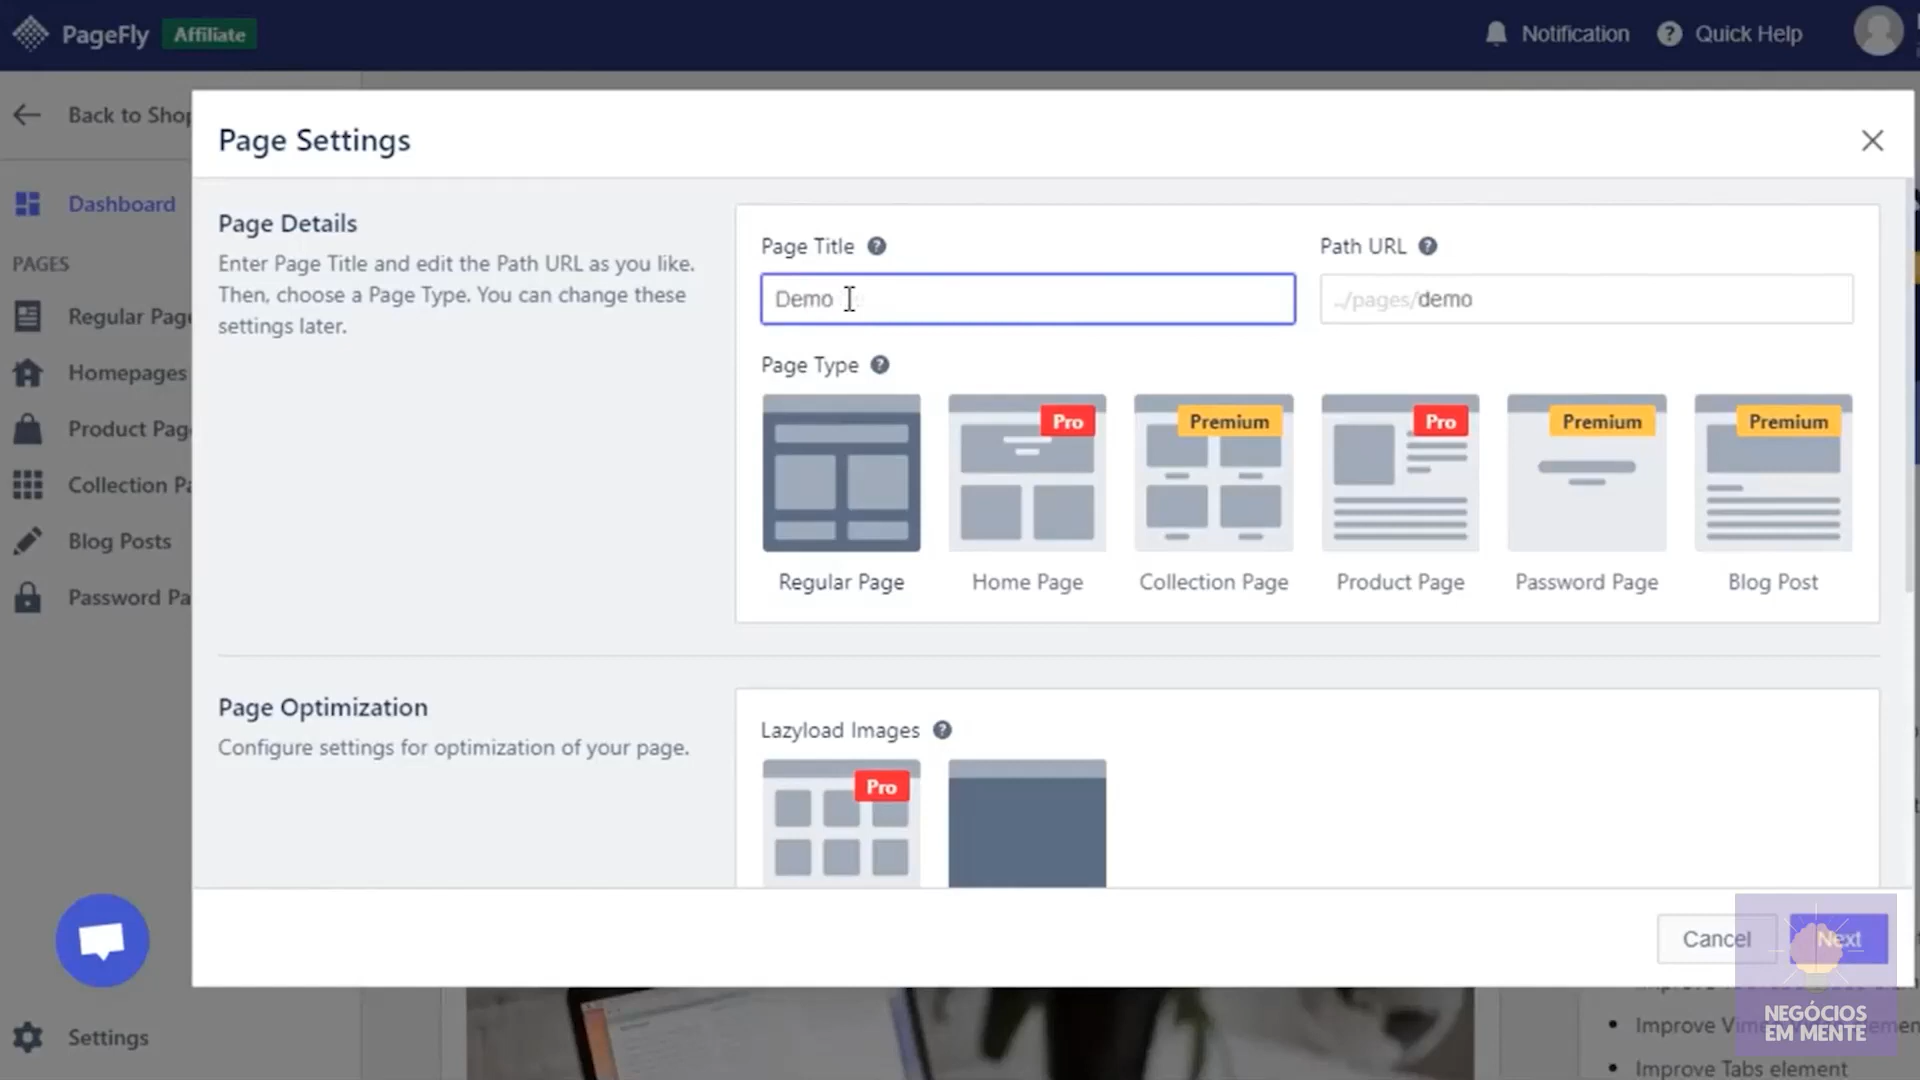 PageFly Affiliate
Notification
Quick Help
Back to Shop
Page Settings
Dashboard
PAGES
Regular Page
Homepages
Product Pag
Collection Pa
Blog Posts
Password Pa
Settings
Page Details
Enter Page Title and edit the Path URL as you like.
Then, choose a Page Type. You can change these
settings later.
Page Title
Path URL
Demo
../pages/demo
Page Type
Pro
Premium
Pro
Premium
Premium
Regular Page
Home Page
Collection Page
Product Page
Password Page
Blog Post
Page Optimization
Configure settings for optimization of your page.
Lazyload Images
Pro
Cancel
Next
NEGÓCIOS
EM MENTE
Improve
Improve Tabs element